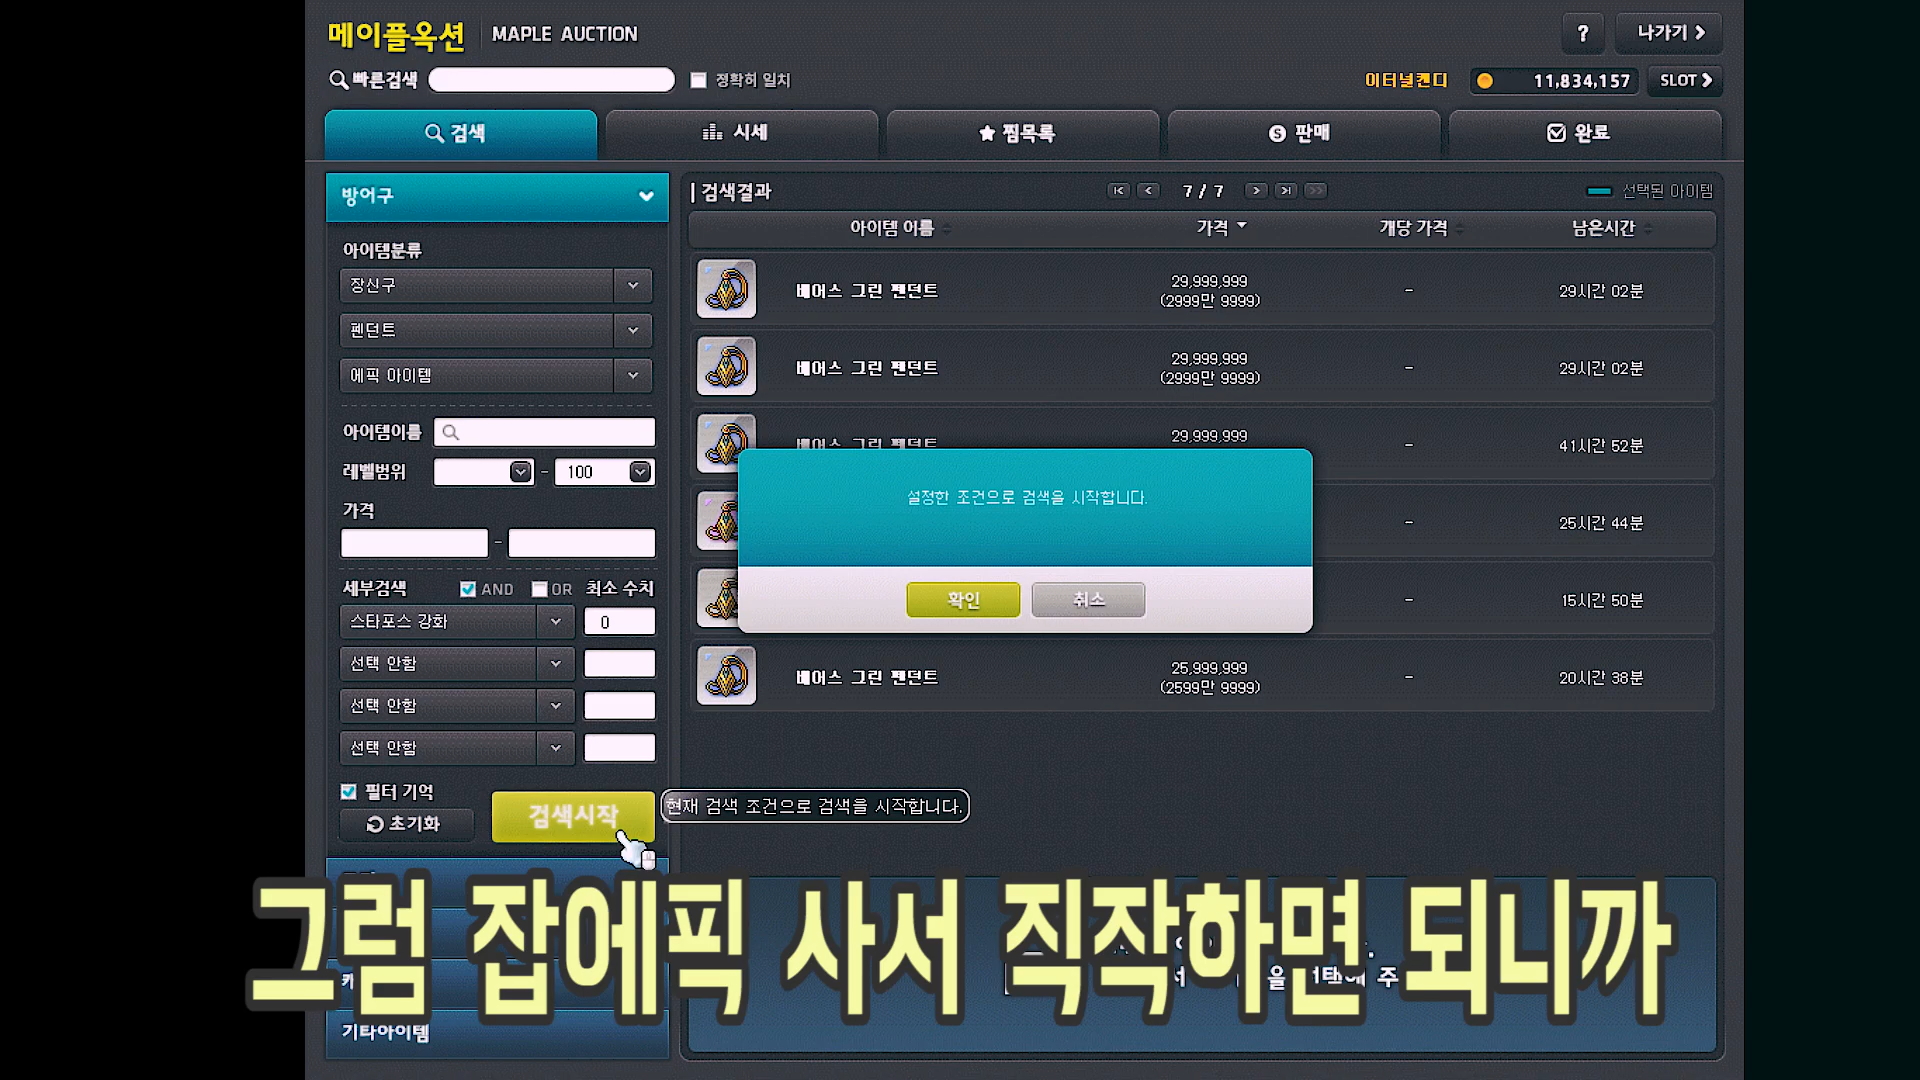 메이플옥션 MAPLE AUCTION
? 나가기
빠른검색 정확히 일치 이터널캔디 11,834,157 SLOT
검색 시세 찜목록 판매 완료
방어구
아이템분류
장신구
펜던트
에픽 아이템
아이템이름
레벨범위 - 100
가격
-
세부검색 AND OR 최소 수치
스타포스 강화 0
선택 안함
선택 안함
선택 안함
필터 기억
초기화 검색시작
기타아이템
검색결과 7 / 7 선택된 아이템
아이템 이름 가격 개당 가격 남은시간
베어스 그린 펜던트 29,999,999 (2999만 9999) - 29시간 02분
베어스 그린 펜던트 29,999,999 (2999만 9999) - 29시간 02분
베어스 그린 펜던트 29,999,999 - 41시간 52분
- 25시간 44분
- 15시간 50분
베어스 그린 펜던트 25,999,999 (2599만 9999) - 20시간 38분
설정한 조건으로 검색을 시작합니다.
확인 취소
현재 검색 조건으로 검색을 시작합니다.
그럼 잡에픽 사서 직작하면 되니까